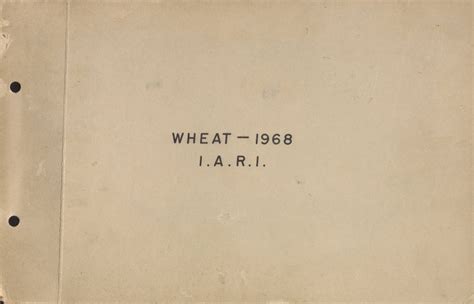 WHEAT — 1968
I.A.R.I.